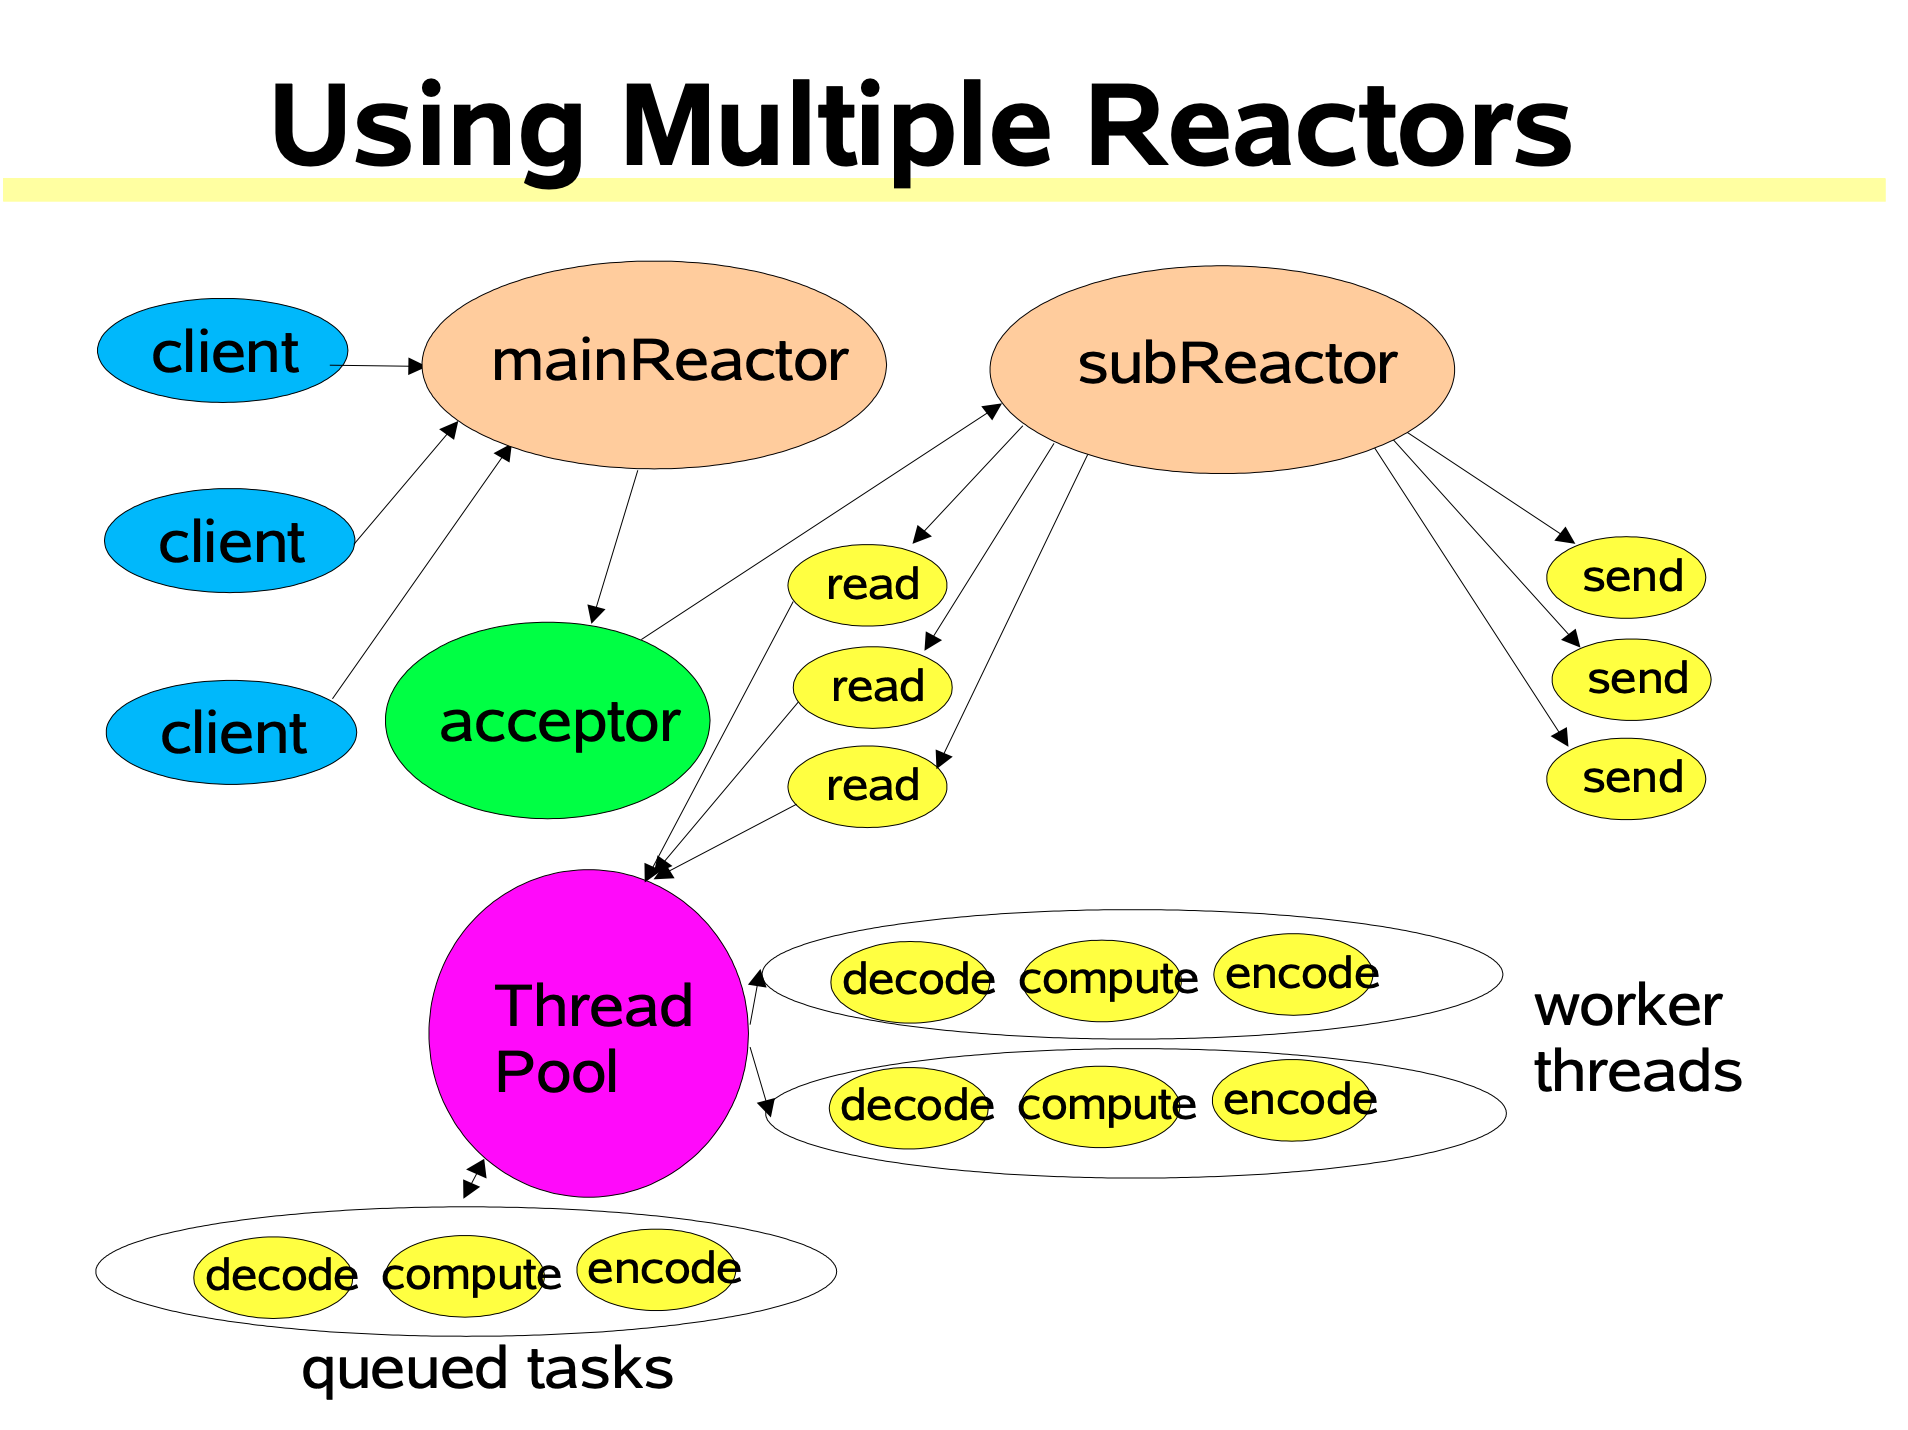 Using Multiple Reactors
client
mainReactor
subReactor
client
client
acceptor
read
read
read
send
send
send
Thread
Pool
decode compute encode
decode compute encode
worker
threads
decode compute encode
queued tasks